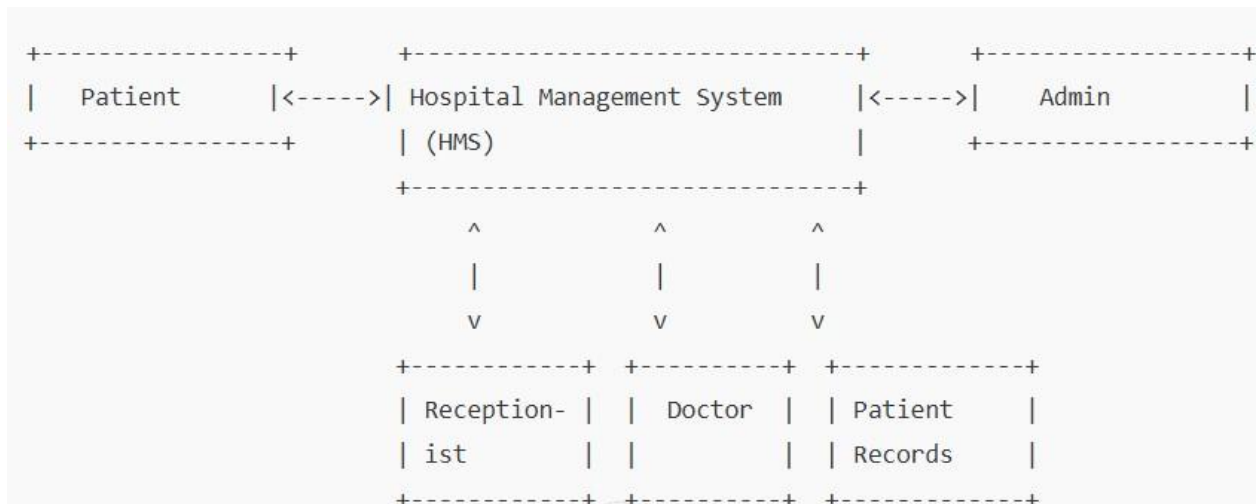 +-----------------+ +-------------------------------+ +------------------+
| Patient |<----->| Hospital Management System |<----->| Admin |
+-----------------+ | (HMS) | +------------------+
+-------------------------------+
^ ^ ^
| | |
v v v
+------------+ +----------+ +-------------+
| Reception- | | Doctor | | Patient |
| ist | | | | Records |
+------------+ +----------+ +-------------+